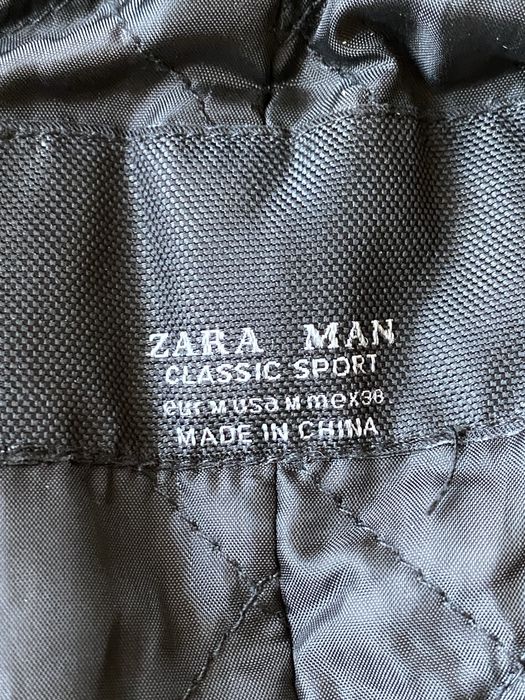 ZARA MAN
CLASSIC SPORT
eur M USa M mex38
MADE IN CHINA